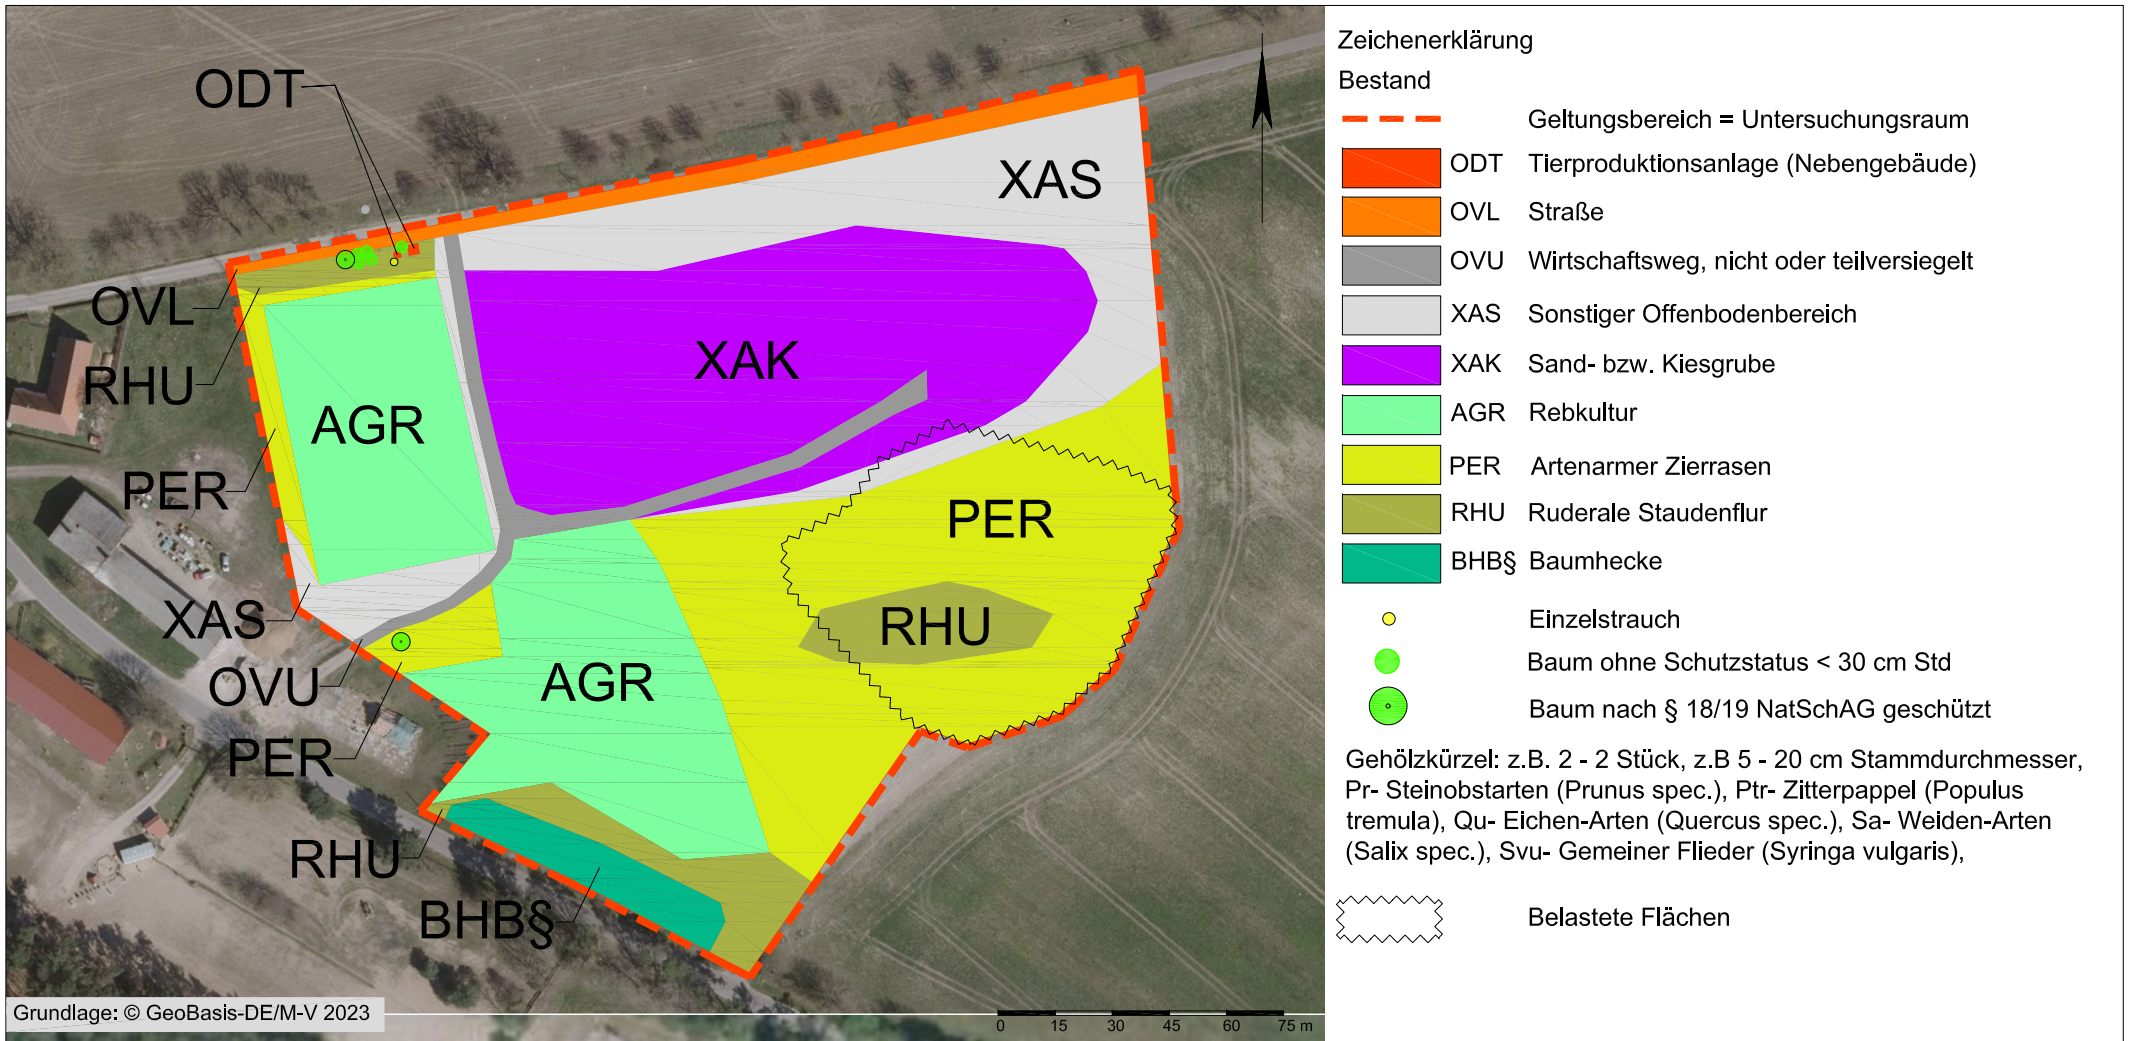 ODT
XAS
OVL
RHU
XAK
AGR
PER
PER
XAS
RHU
OVU
AGR
PER
RHU
BHB§
Grundlage: © GeoBasis-DE/M-V 2023
0 15 30 45 60 75 m
Zeichenerklärung
Bestand
Geltungsbereich = Untersuchungsraum
ODT Tierproduktionsanlage (Nebengebäude)
OVL Straße
OVU Wirtschaftsweg, nicht oder teilversiegelt
XAS Sonstiger Offenbodenbereich
XAK Sand- bzw. Kiesgrube
AGR Rebkultur
PER Artenarmer Zierrasen
RHU Ruderale Staudenflur
BHB§ Baumhecke
Einzelstrauch
Baum ohne Schutzstatus < 30 cm Std
Baum nach § 18/19 NatSchAG geschützt
Gehölzkürzel: z.B. 2 - 2 Stück, z.B 5 - 20 cm Stammdurchmesser,
Pr- Steinobstarten (Prunus spec.), Ptr- Zitterpappel (Populus
tremula), Qu- Eichen-Arten (Quercus spec.), Sa- Weiden-Arten
(Salix spec.), Svu- Gemeiner Flieder (Syringa vulgaris),
Belastete Flächen